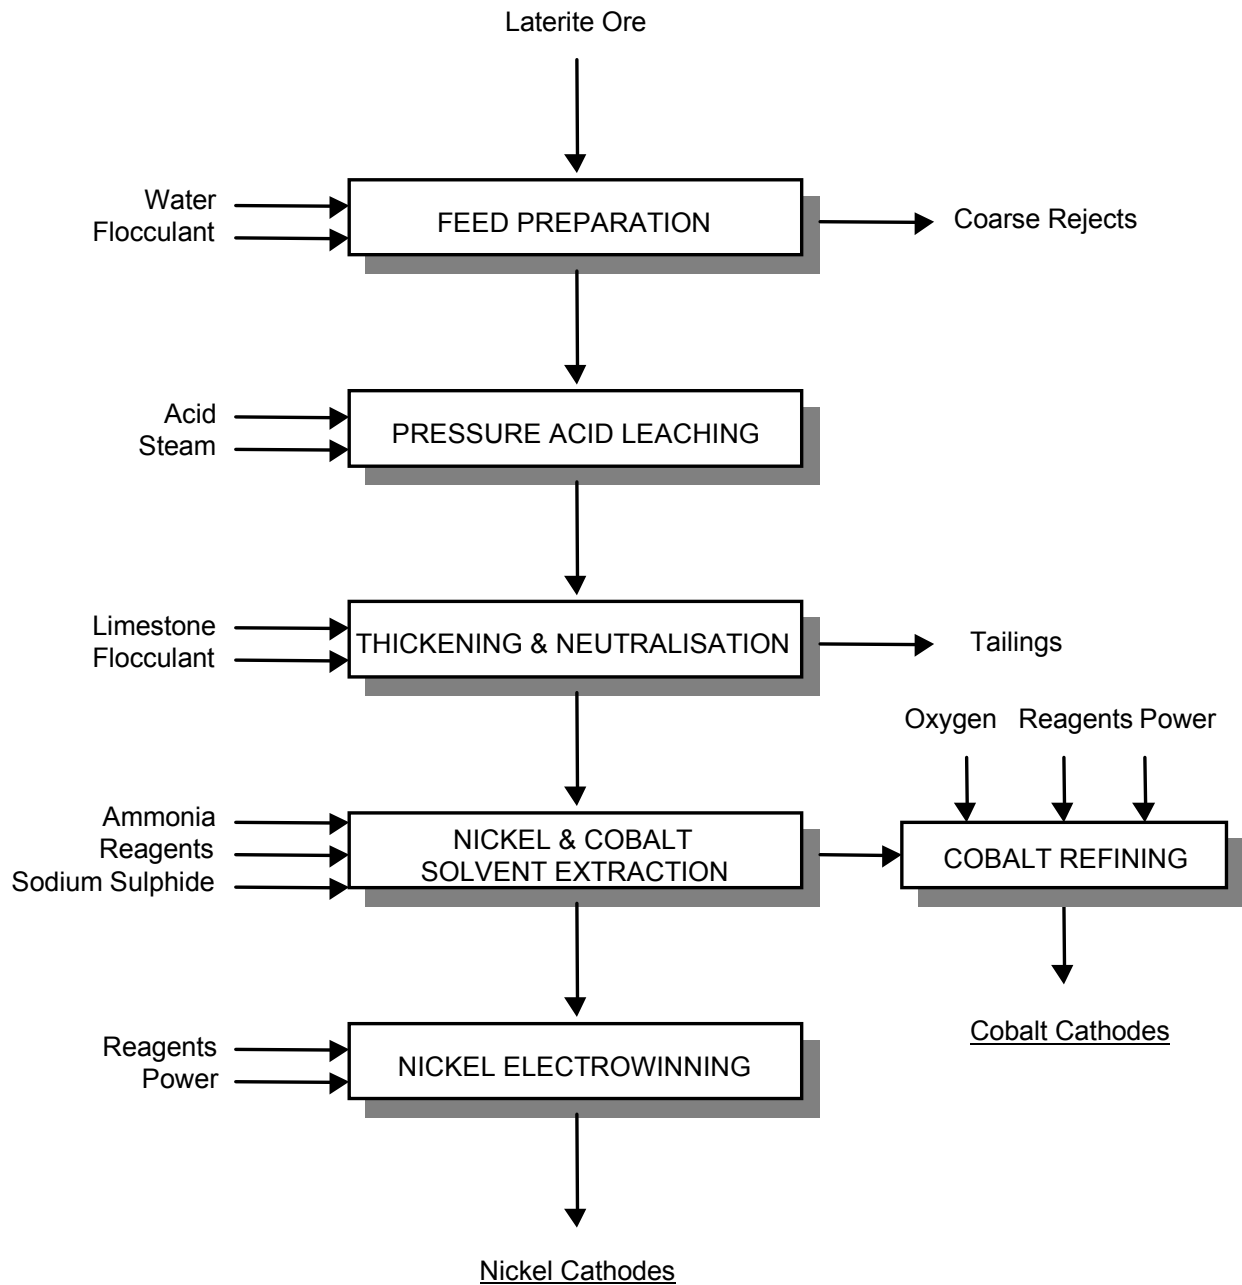 Laterite Ore
Water
Flocculant
FEED PREPARATION
Coarse Rejects
Acid
Steam
PRESSURE ACID LEACHING
Limestone
Flocculant
THICKENING & NEUTRALISATION
Tailings
Oxygen
Reagents Power
Ammonia
Reagents
Sodium Sulphide
NICKEL & COBALT
SOLVENT EXTRACTION
COBALT REFINING
Cobalt Cathodes
Reagents
Power
NICKEL ELECTROWINNING
Nickel Cathodes